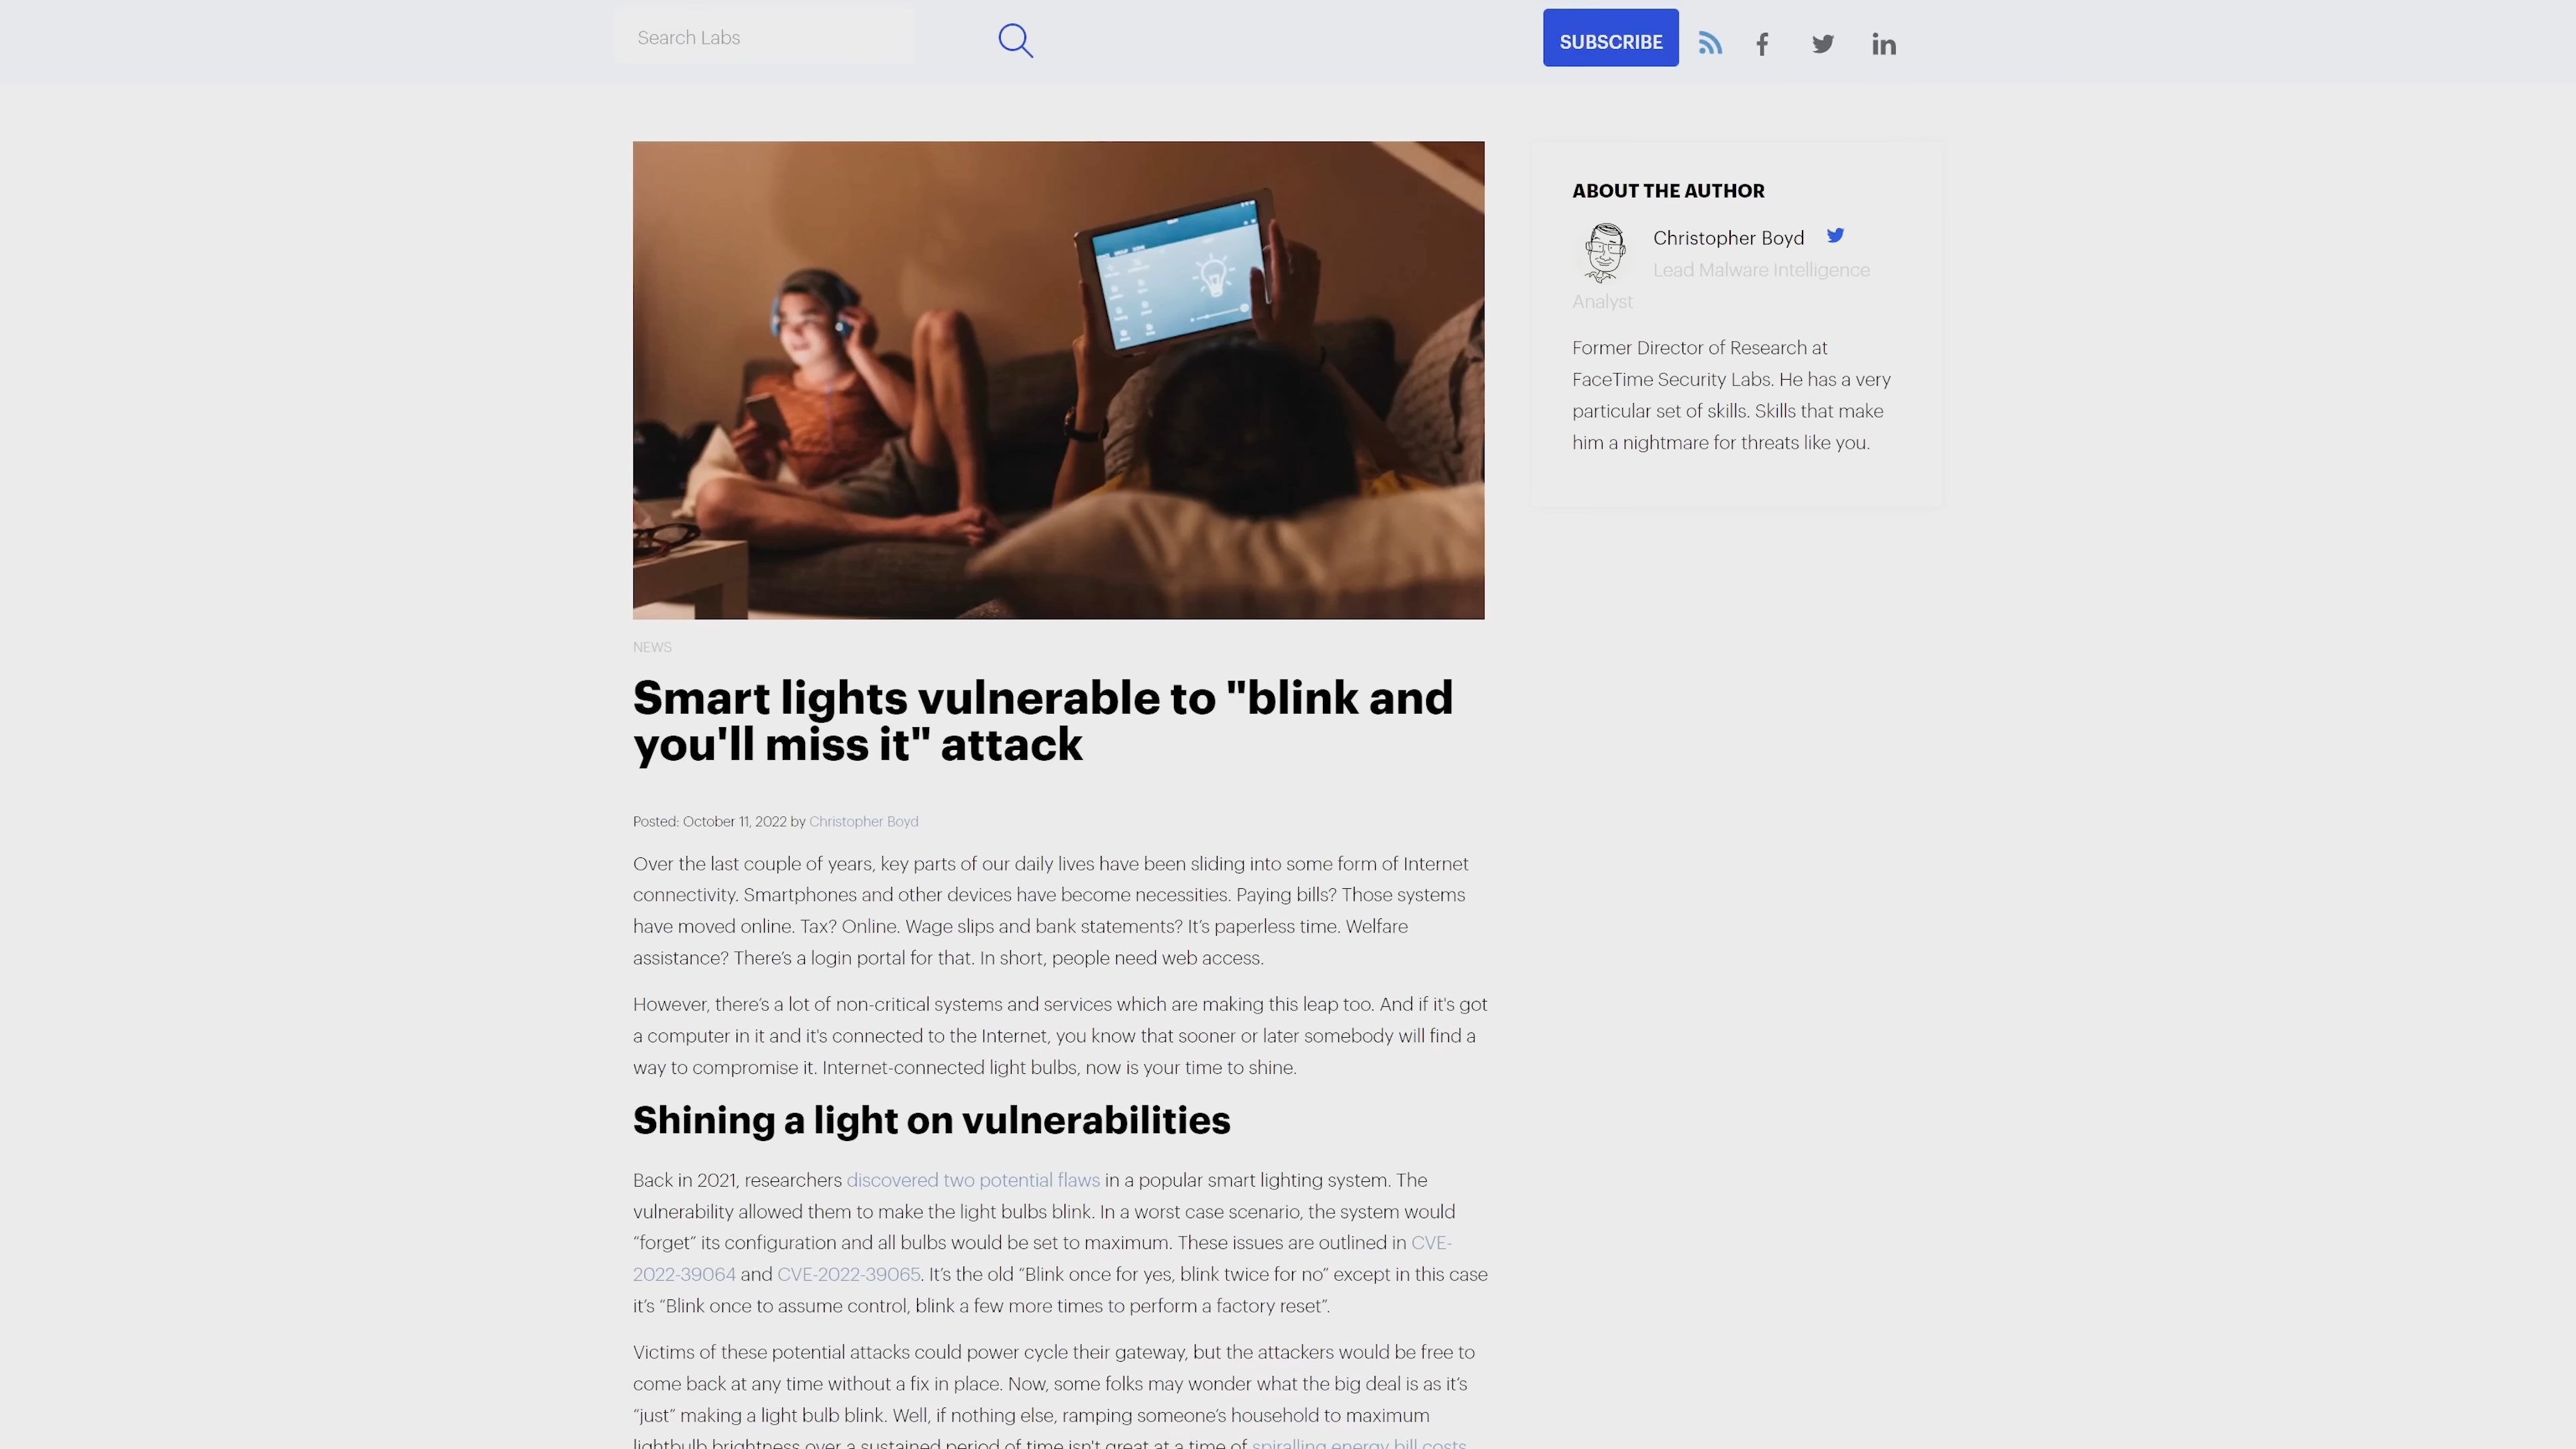 Search Labs
SUBSCRIBE
ABOUT THE AUTHOR
Christopher Boyd
Lead Malware Intelligence
Analyst
Former Director of Research at
FaceTime Security Labs. He has a very
particular set of skills. Skills that make
him a nightmare for threats like you.
NEWS
Smart lights vulnerable to "blink and
you'll miss it" attack
Posted: October 11, 2022 by Christopher Boyd
Over the last couple of years, key parts of our daily lives have been sliding into some form of Internet
connectivity. Smartphones and other devices have become necessities. Paying bills? Those systems
have moved online. Tax? Online. Wage slips and bank statements? It’s paperless time. Welfare
assistance? There’s a login portal for that. In short, people need web access.
However, there’s a lot of non-critical systems and services which are making this leap too. And if it's got
a computer in it and it's connected to the Internet, you know that sooner or later somebody will find a
way to compromise it. Internet-connected light bulbs, now is your time to shine.
Shining a light on vulnerabilities
Back in 2021, researchers discovered two potential flaws in a popular smart lighting system. The
vulnerability allowed them to make the light bulbs blink. In a worst case scenario, the system would
“forget” its configuration and all bulbs would be set to maximum. These issues are outlined in CVE-
2022-39064 and CVE-2022-39065. It’s the old “Blink once for yes, blink twice for no” except in this case
it’s “Blink once to assume control, blink a few more times to perform a factory reset”.
Victims of these potential attacks could power cycle their gateway, but the attackers would be free to
come back at any time without a fix in place. Now, some folks may wonder what the big deal is as it’s
“just” making a light bulb blink. Well, if nothing else, ramping someone’s household to maximum
lightbulb brightness over a sustained period of time isn't great at a time of spiralling energy bill costs